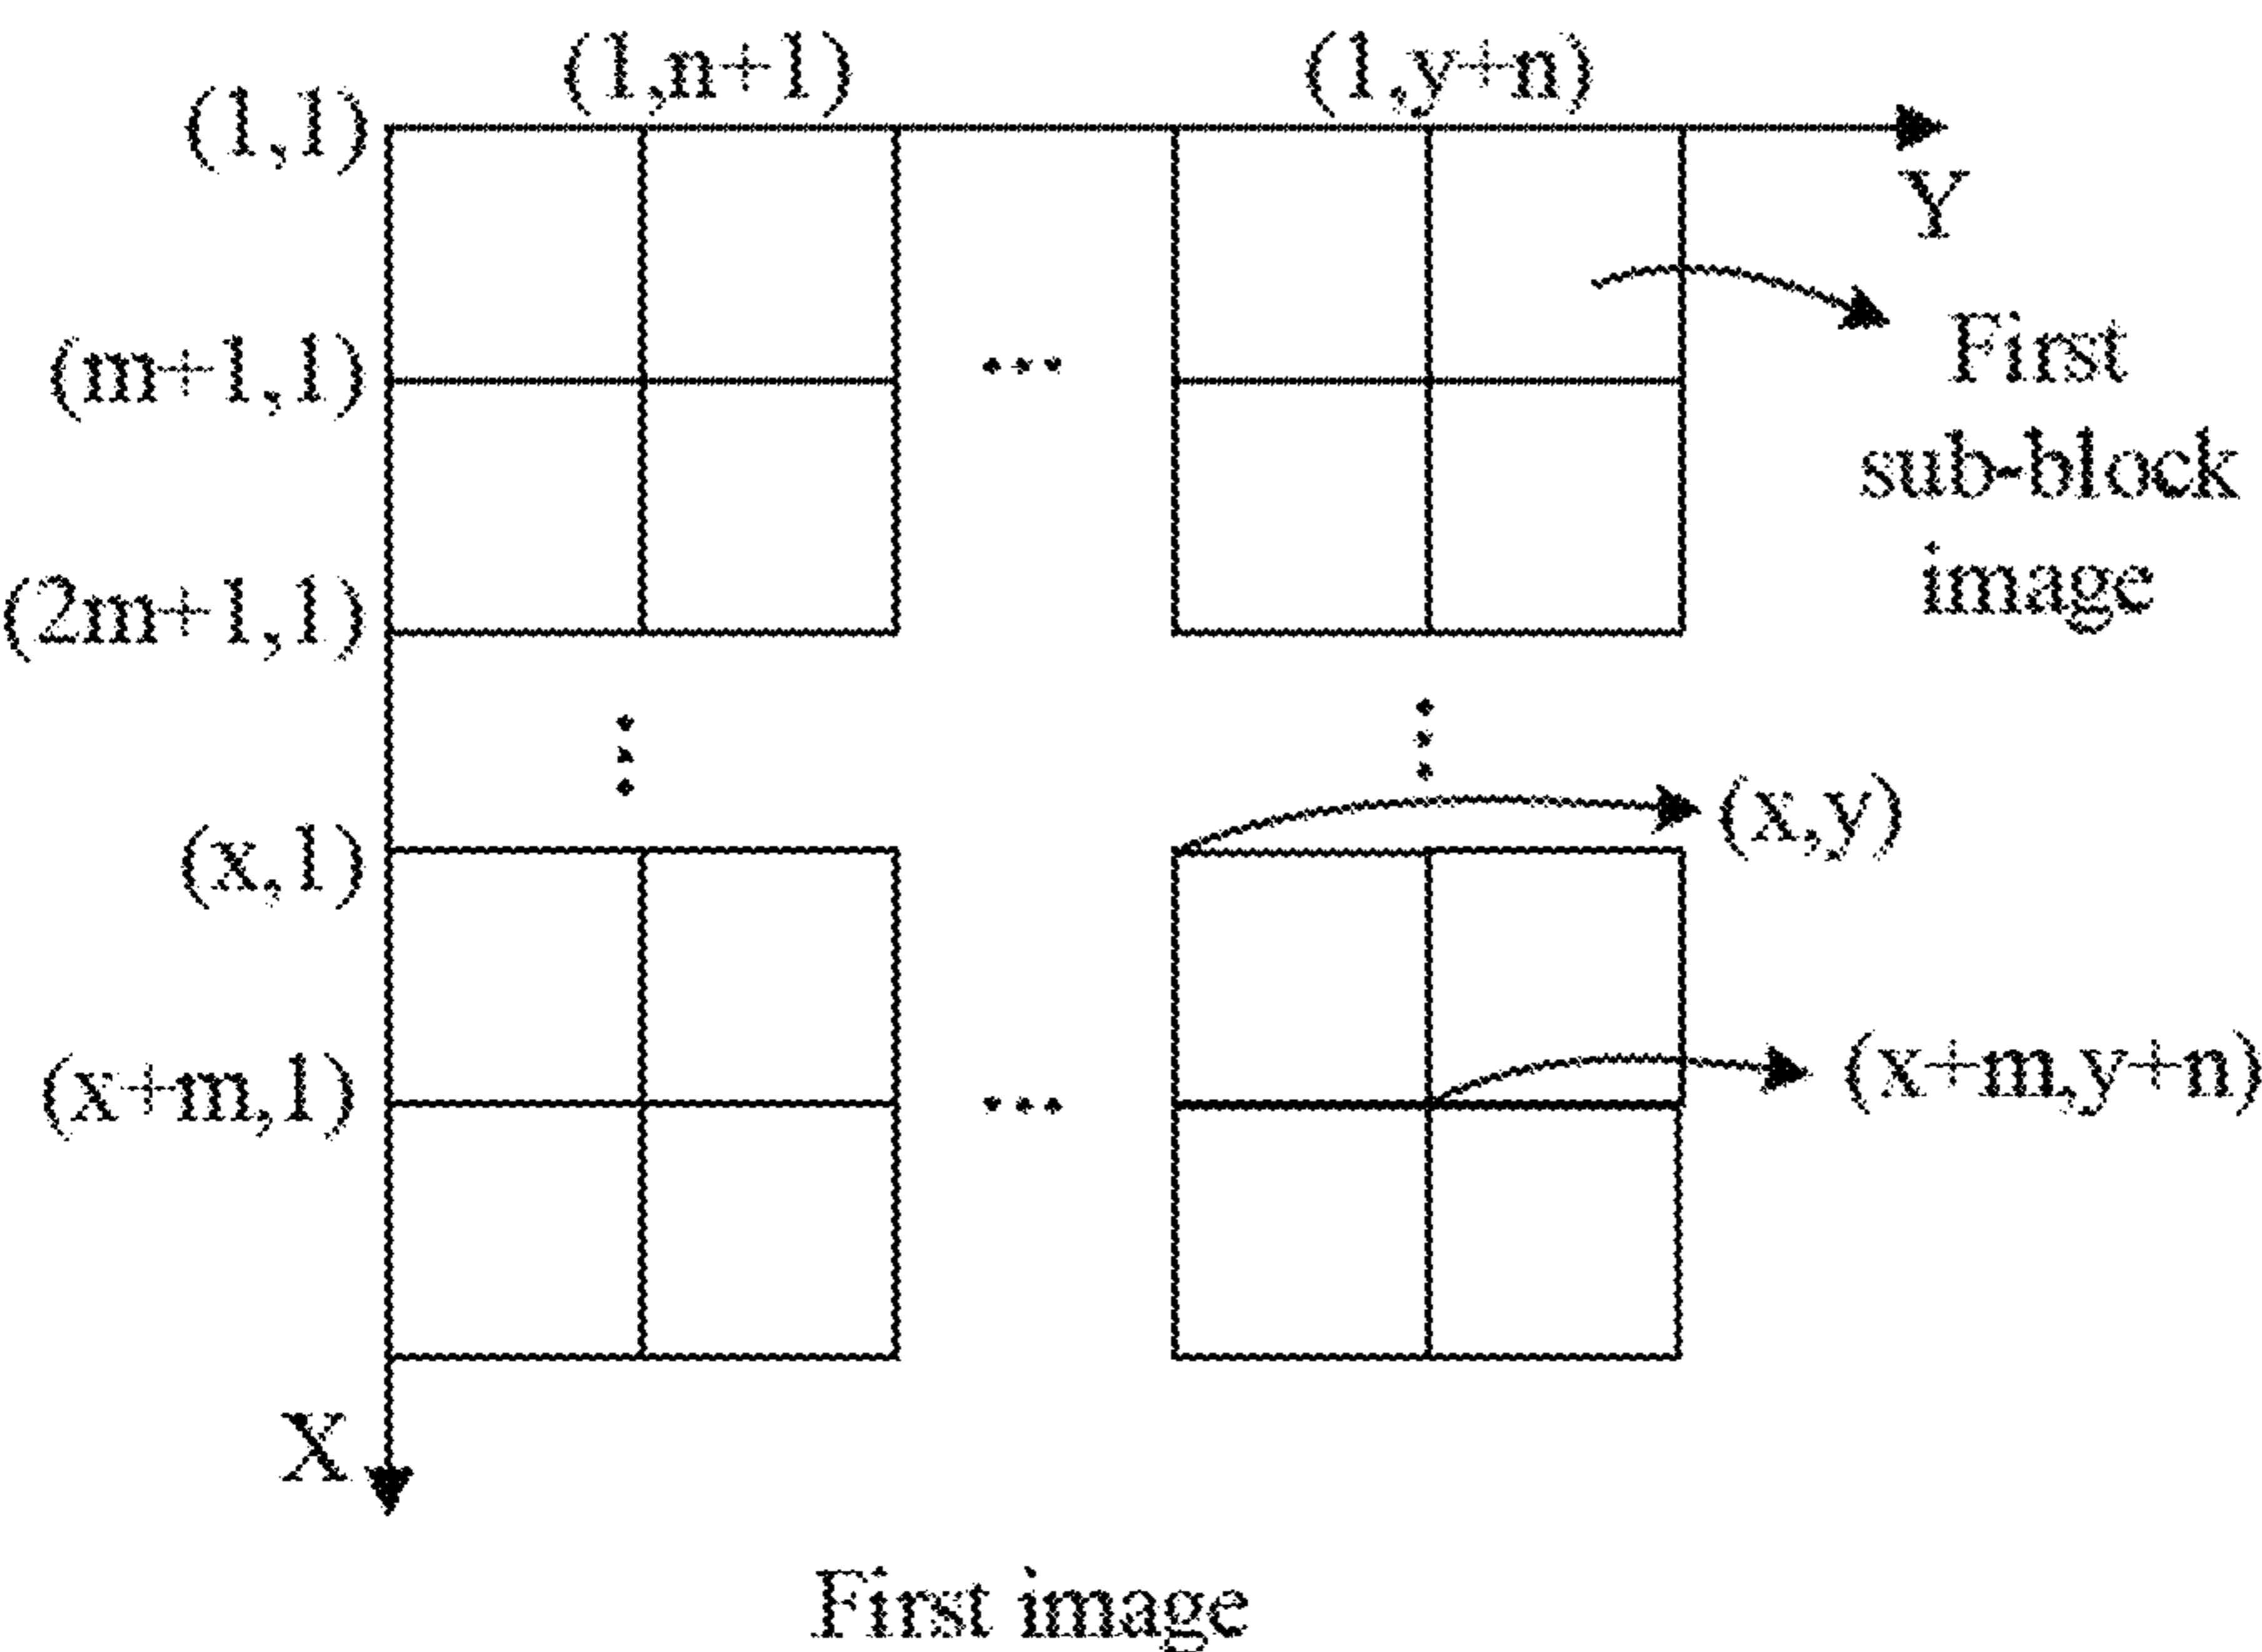 (1,n+1)
(1,y+n)
(1,1)
Y
(m+1,1)
First
sub-block
image
(2m+1,1)
...
⋮
⋮
(x,y)
(x,1)
(x+m,y+n)
(x+m,1)
...
X
First image